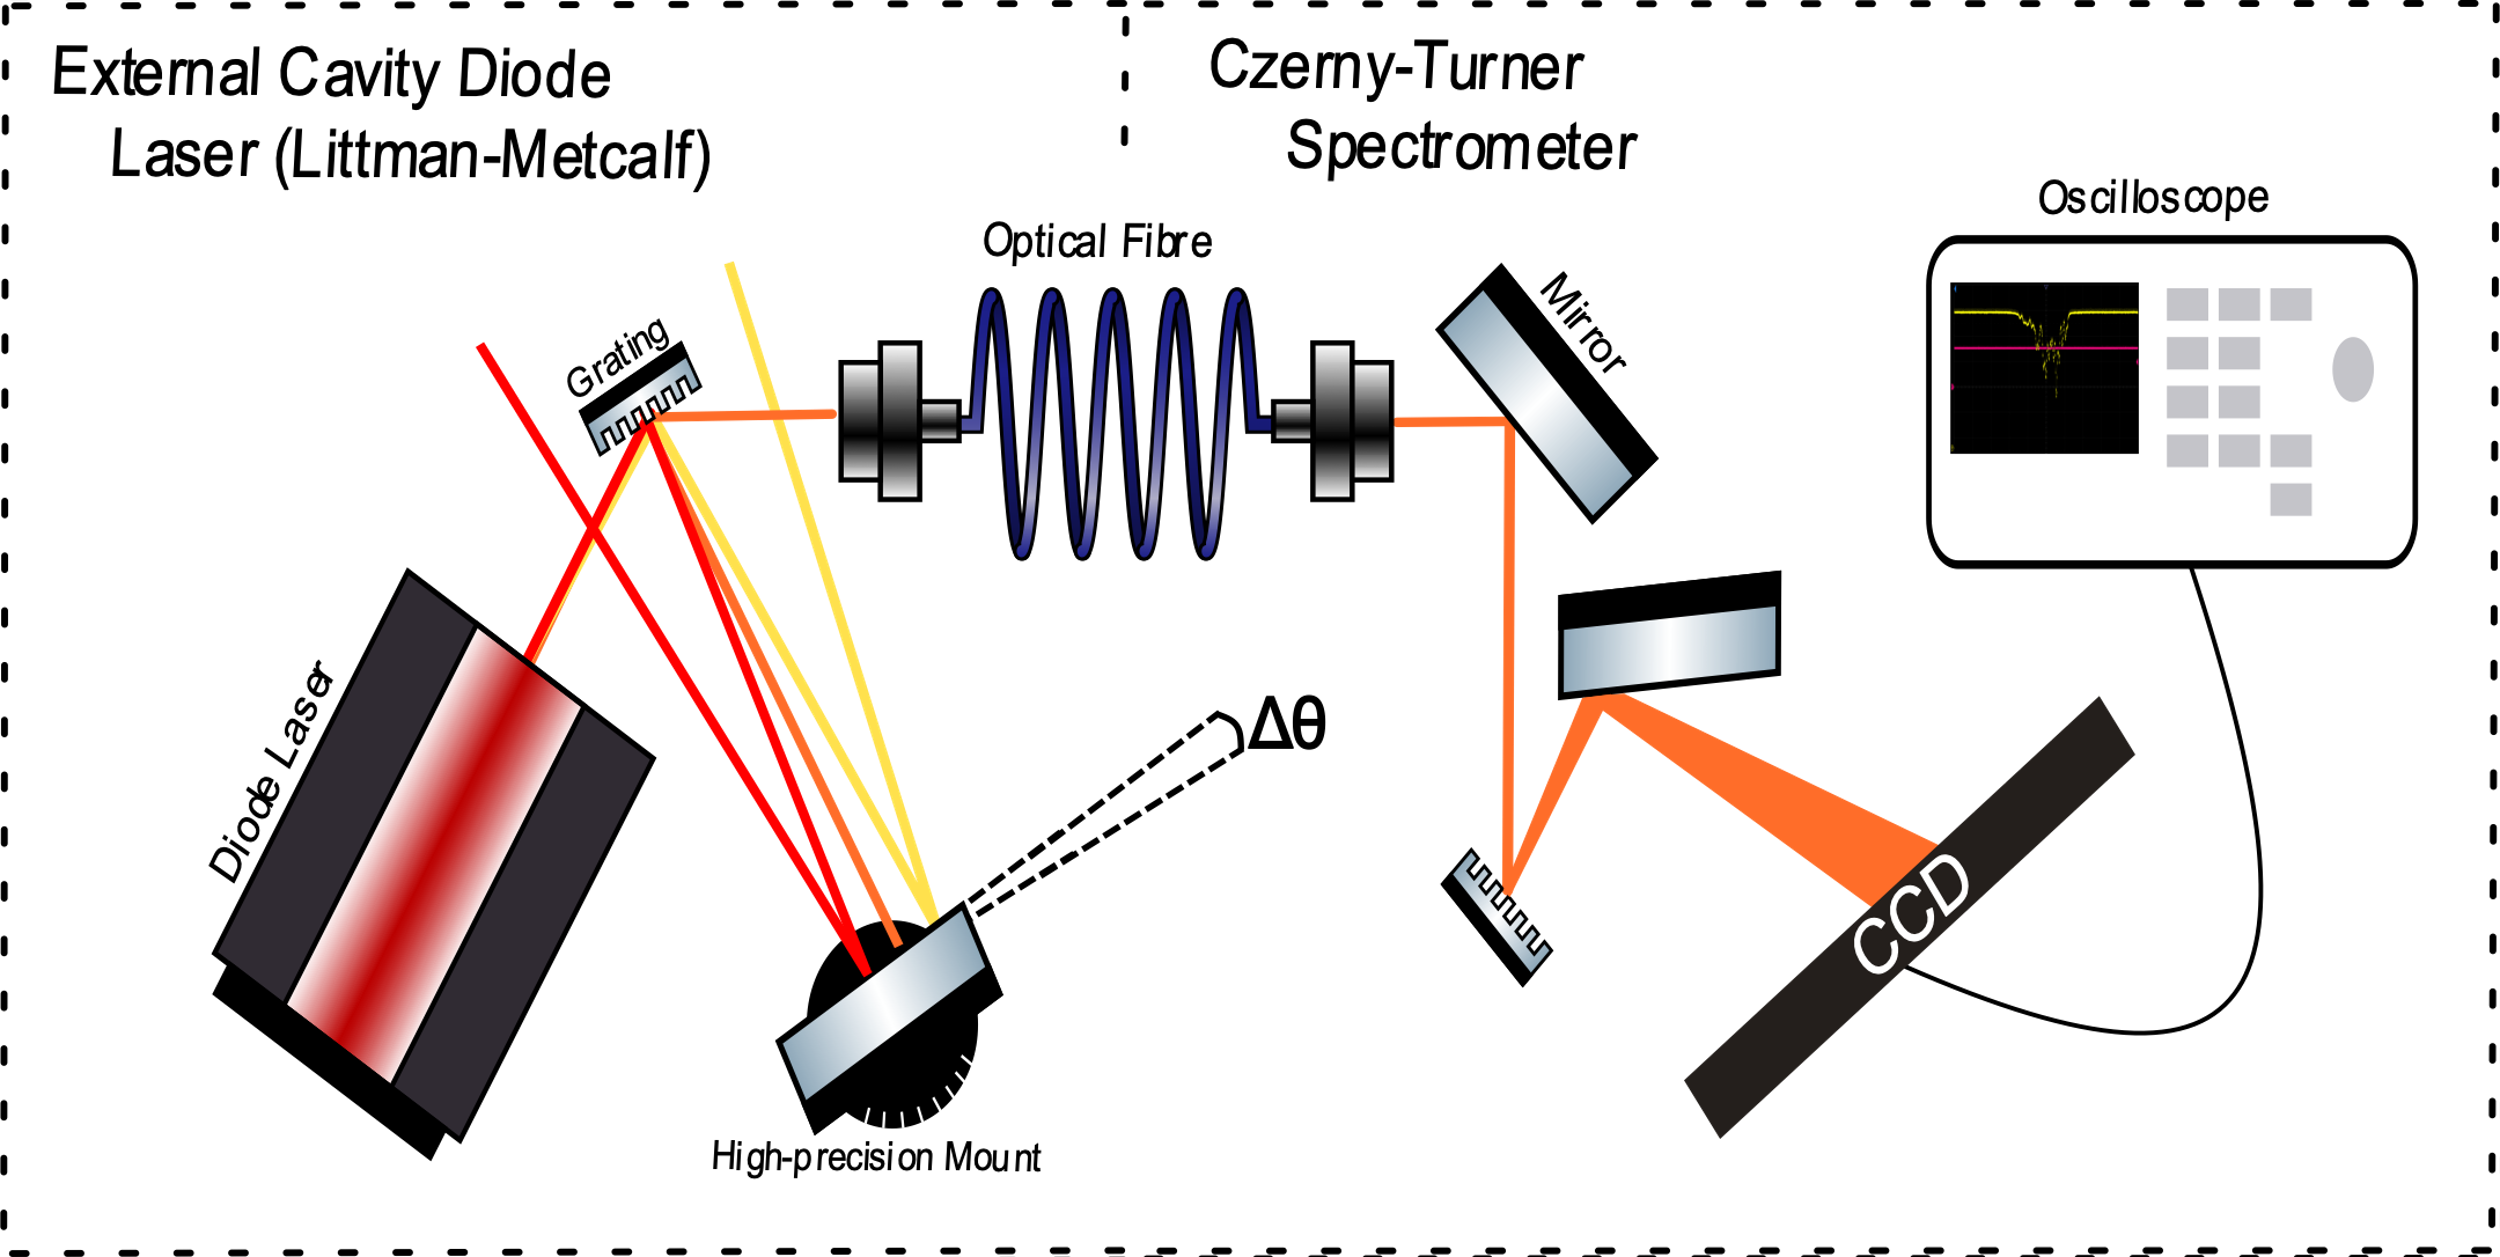 External Cavity Diode
Laser (Littman-Metcalf)
Czerny-Turner
Spectrometer
Oscilloscope
Optical Fibre
Mirror
Grating
Diode Laser
Δθ
CCD
High-precision Mount